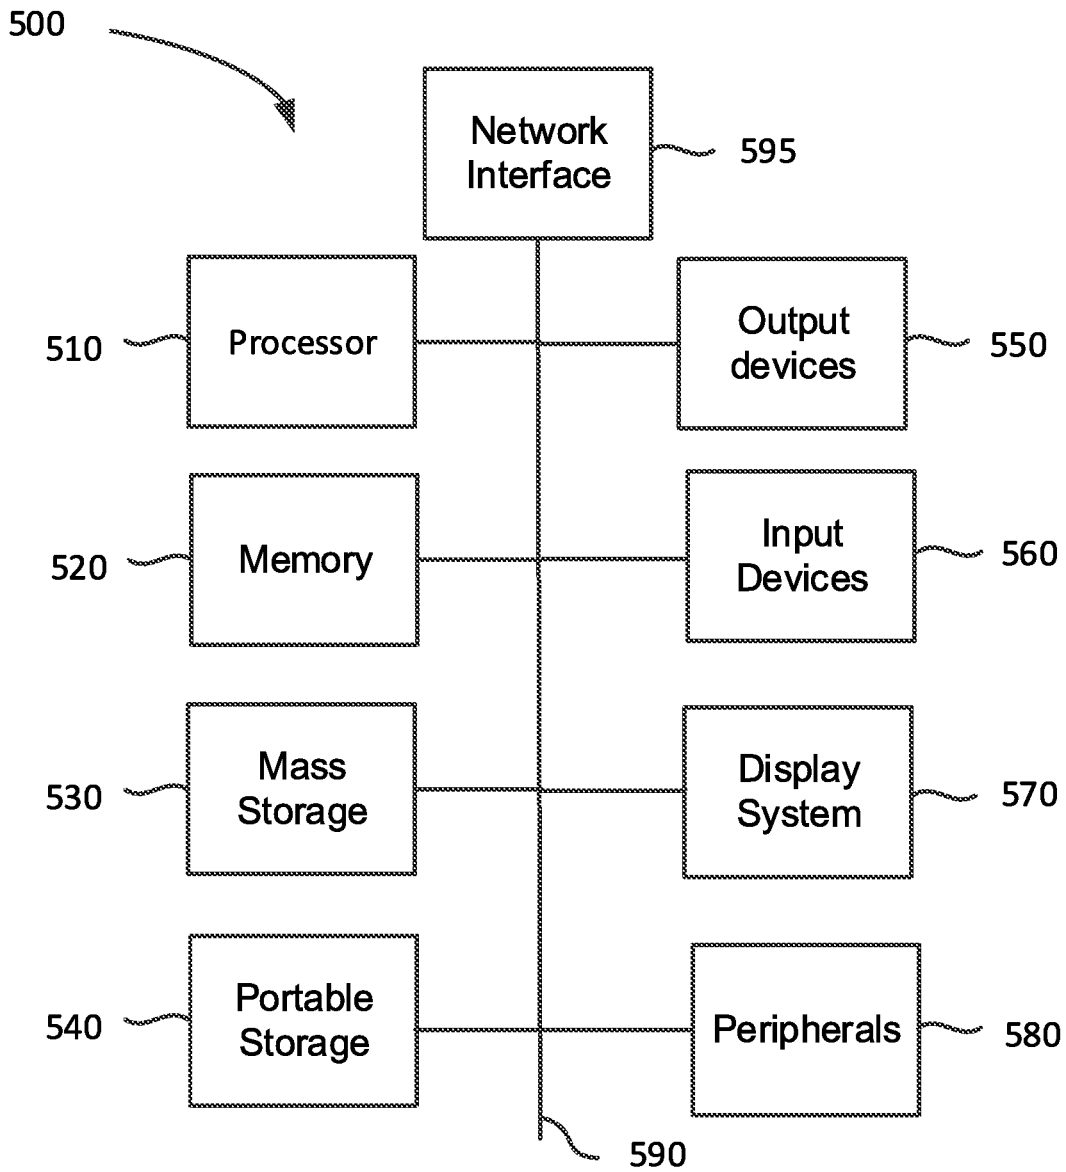 500
Network
Interface
595
510
Processor
Output
devices
550
520
Memory
Input
Devices
560
530
Mass
Storage
Display
System
570
540
Portable
Storage
Peripherals
580
590